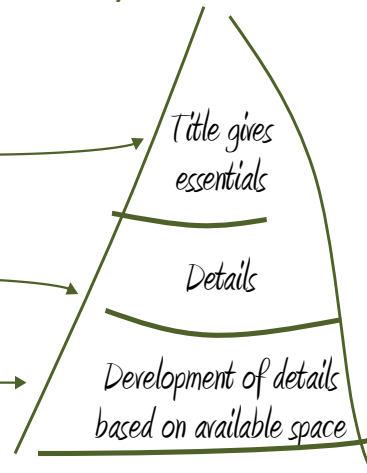 Title gives
essentials
Details
Development of details
based on available space